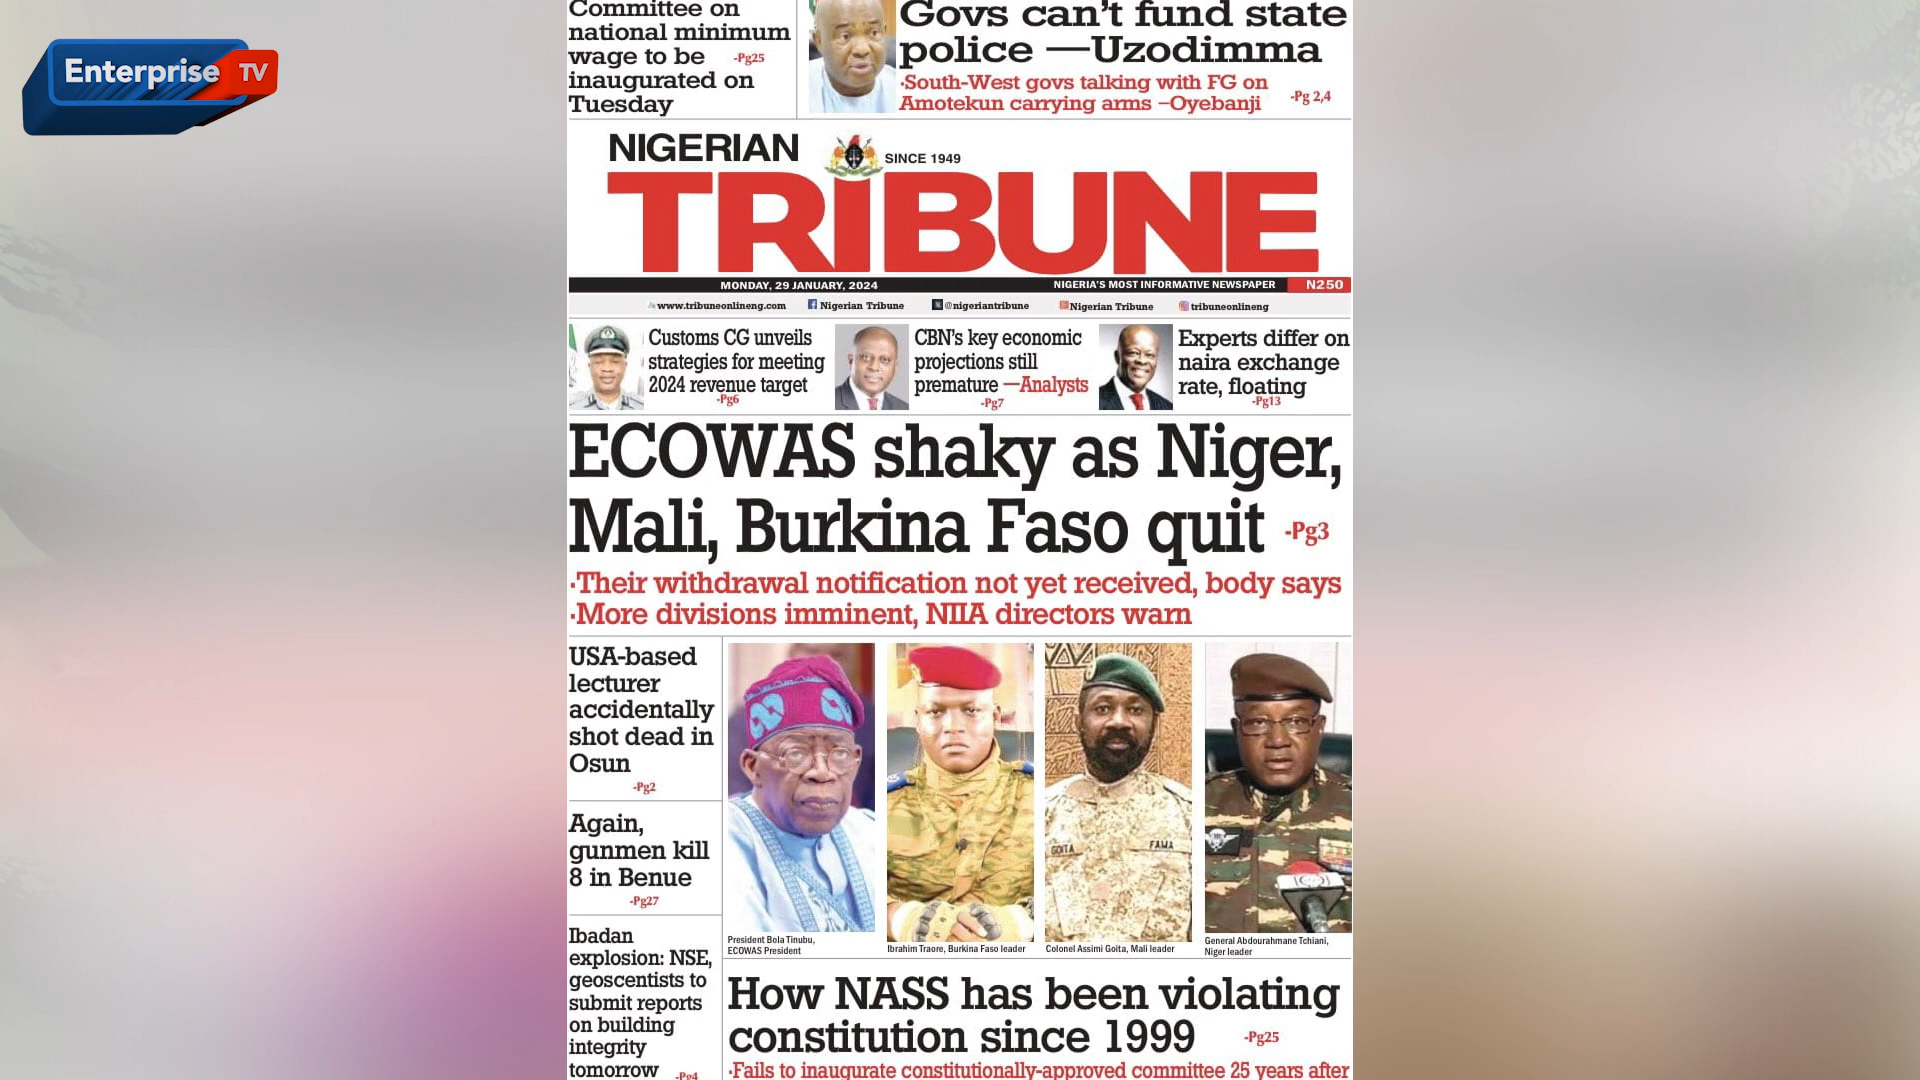 Enterprise TV
Committee on
national minimum
wage to be -Pg25
inaugurated on
Tuesday
Govs can't fund state
police —Uzodimma
·South-West govs talking with FG on
Amotekun carrying arms –Oyebanji -Pg 2,4
NIGERIAN
SINCE 1949
TRIBUNE
MONDAY, 29 JANUARY, 2024 NIGERIA'S MOST INFORMATIVE NEWSPAPER N250
www.tribuneonlineng.com Nigerian Tribune @nigeriantribune Nigerian Tribune tribuneonlineng
Customs CG unveils
strategies for meeting
2024 revenue target
-Pg6
CBN's key economic
projections still
premature —Analysts
-Pg7
Experts differ on
naira exchange
rate, floating
-Pg13
ECOWAS shaky as Niger,
Mali, Burkina Faso quit -Pg3
·Their withdrawal notification not yet received, body says
·More divisions imminent, NIIA directors warn
USA-based
lecturer
accidentally
shot dead in
Osun
-Pg2
Again,
gunmen kill
8 in Benue
-Pg27
Ibadan
explosion: NSE,
geoscentists to
submit reports
on building
integrity
tomorrow -Pg4
GOITA FAMA
President Bola Tinubu,
ECOWAS President
Ibrahim Traore, Burkina Faso leader
Colonel Assimi Goita, Mali leader
General Abdourahmane Tchiani,
Niger leader
How NASS has been violating
constitution since 1999 -Pg25
·Fails to inaugurate constitutionally-approved committee 25 years after